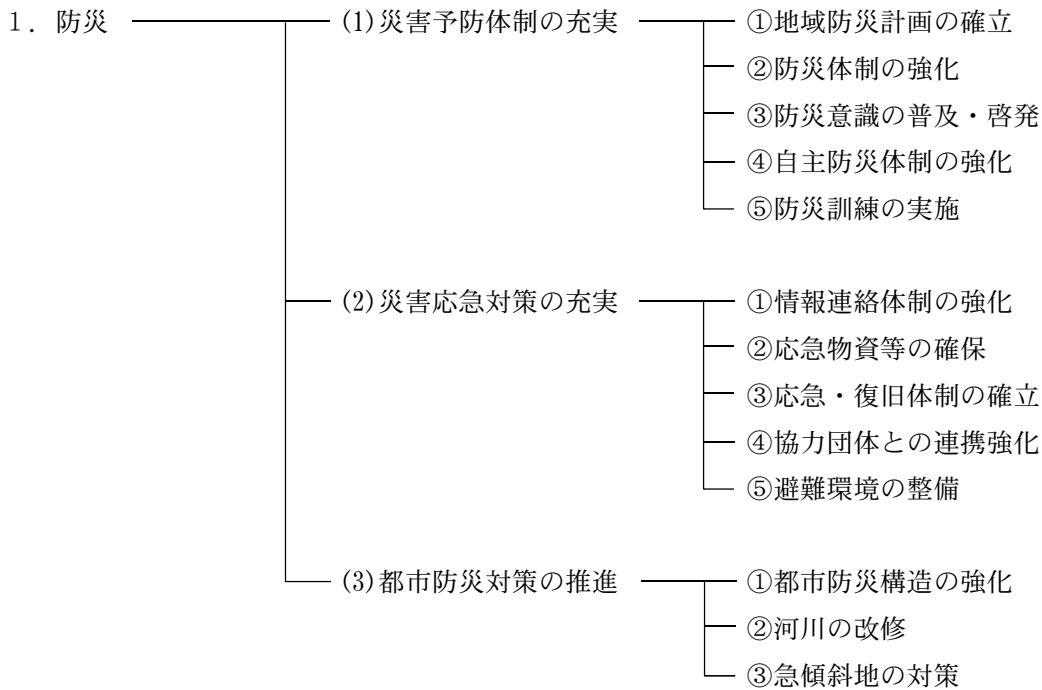 1．防災
(1)災害予防体制の充実
①地域防災計画の確立
②防災体制の強化
③防災意識の普及・啓発
④自主防災体制の強化
⑤防災訓練の実施
(2)災害応急対策の充実
①情報連絡体制の強化
②応急物資等の確保
③応急・復旧体制の確立
④協力団体との連携強化
⑤避難環境の整備
(3)都市防災対策の推進
①都市防災構造の強化
②河川の改修
③急傾斜地の対策